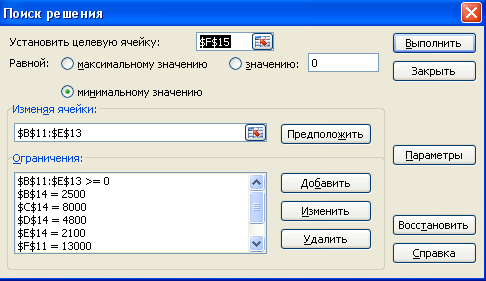 Поиск решения
Установить целевую ячейку: $F$15
Равной: максимальному значению значению: 0
минимальному значению
Изменяя ячейки:
$B$11:$E$13
Предположить
Ограничения:
$B$11:$E$13 >= 0
$B$14 = 2500
$C$14 = 8000
$D$14 = 4800
$E$14 = 2100
$F$11 = 13000
Добавить
Изменить
Удалить
Выполнить
Закрыть
Параметры
Восстановить
Справка